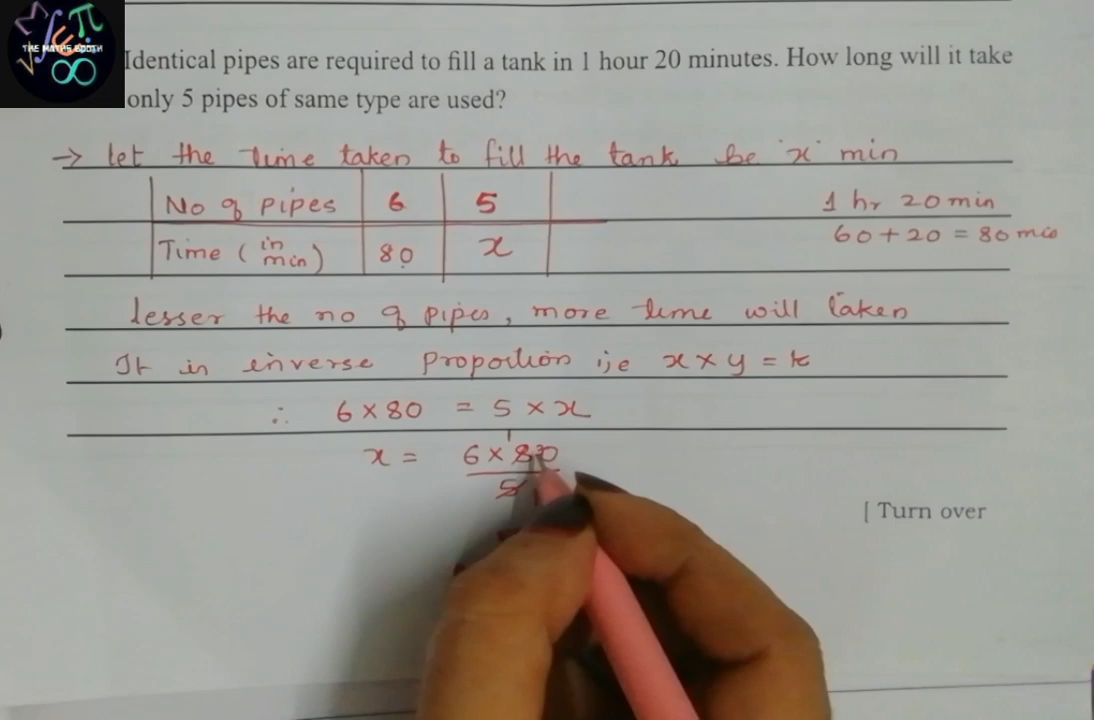 THE MATHS BOOTH
Identical pipes are required to fill a tank in 1 hour 20 minutes. How long will it take
only 5 pipes of same type are used?
→ let the time taken to fill the tank be 'x' min
No of pipes 6 5
1 hr 20 min
Time (in min) 80 x
60 + 20 = 80 min
lesser the no of pipes, more time will taken
It is inverse proportion i;e x × y = k
∴ 6 × 80 = 5 × x
x = 6 × 80
5
[ Turn over